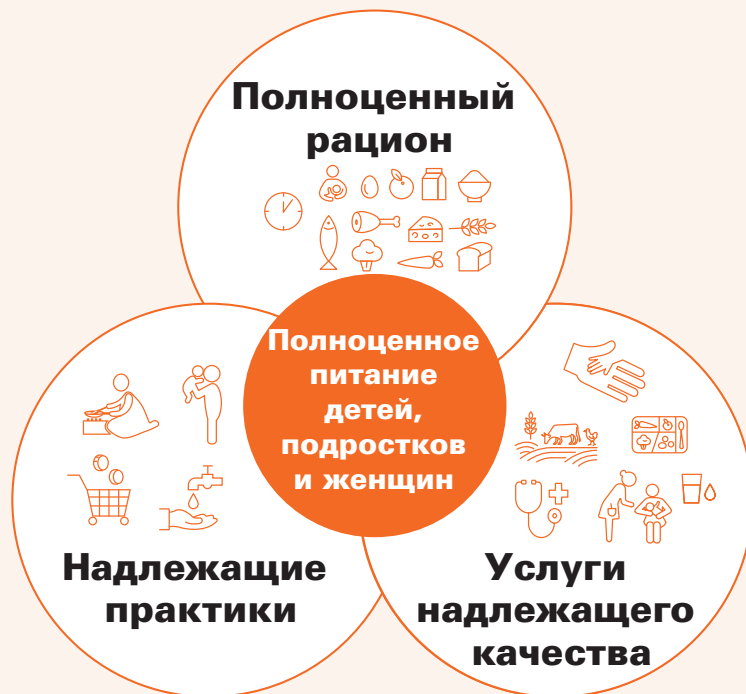 Полноценный
рацион
Полноценное
питание
детей,
подростков
и женщин
Надлежащие
практики
Услуги
надлежащего
качества